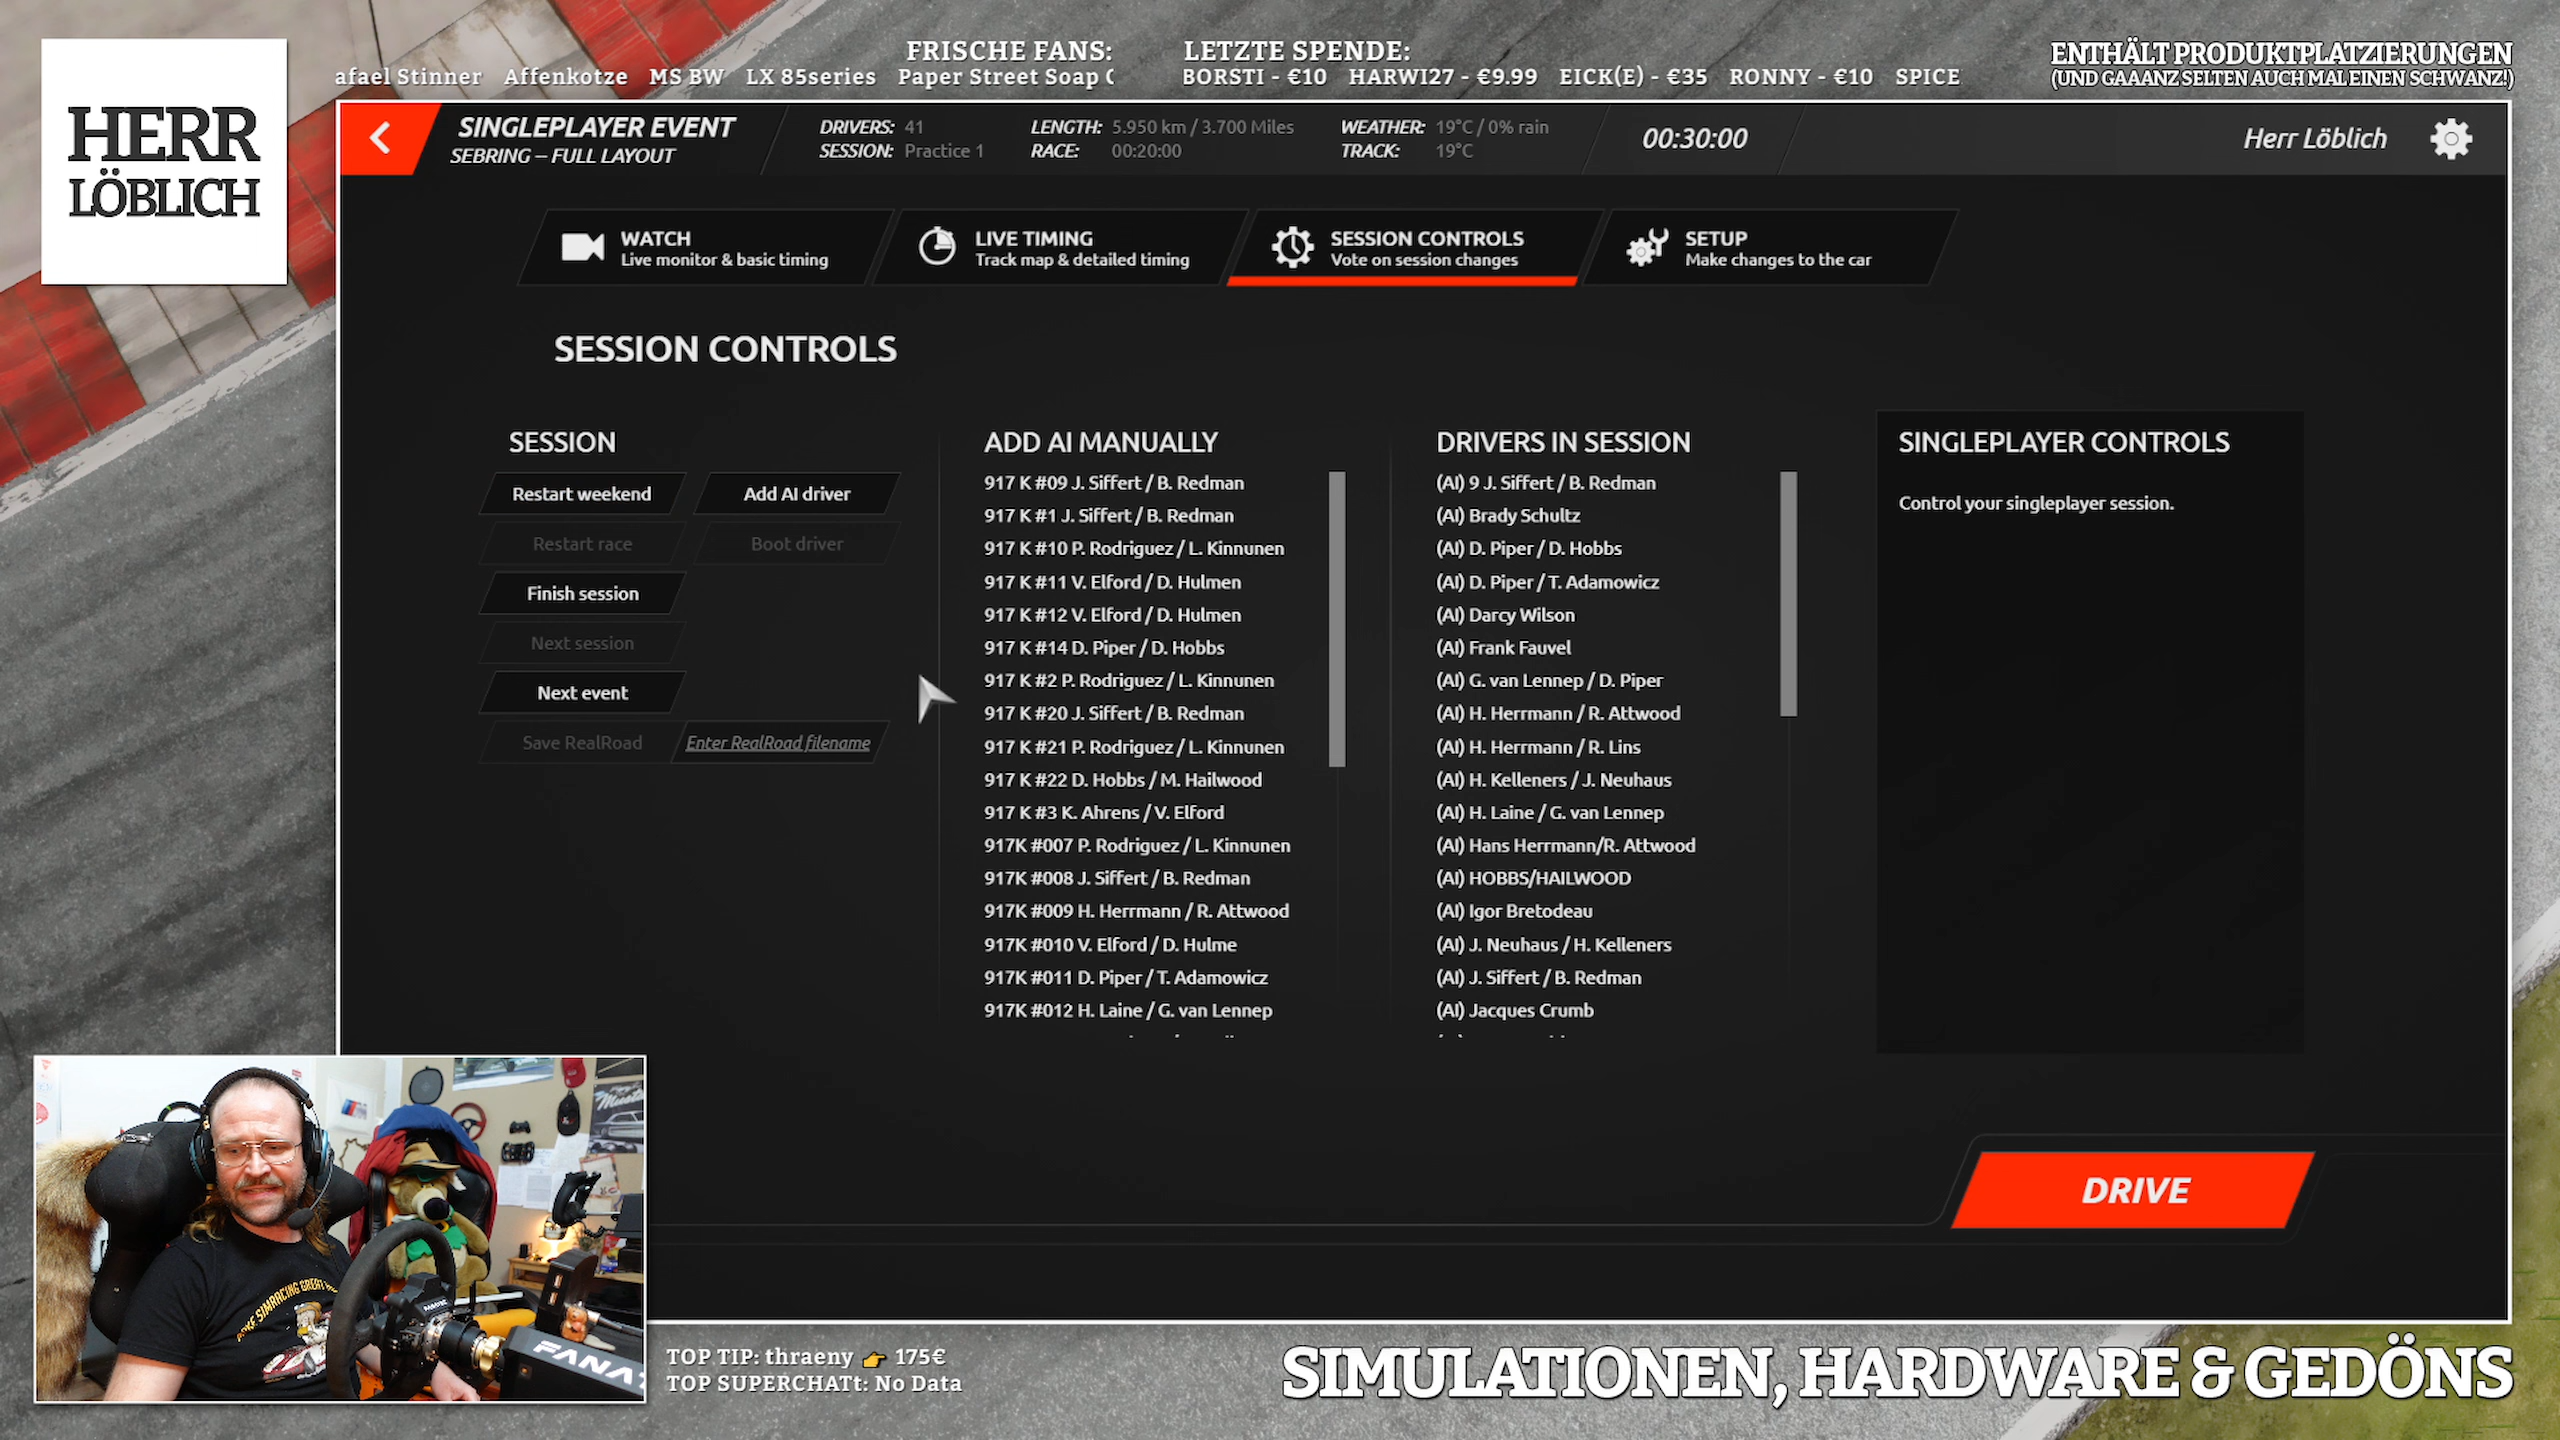 HERR
LÖBLICH
FRISCHE FANS:
afael Stinner Affenkotze MS BW LX 85series Paper Street Soap
LETZTE SPENDE:
BORSTI - €10 HARWI27 - €9.99 EICK(E) - €35 RONNY - €10 SPICE
ENTHÄLT PRODUKTPLATZIERUNGEN
(UND GAAANZ SELTEN AUCH MAL EINEN SCHWANZ!)
SINGLEPLAYER EVENT
SEBRING – FULL LAYOUT
DRIVERS: 41
SESSION: Practice 1
LENGTH: 5.950 km / 3.700 Miles
RACE: 00:20:00
WEATHER: 19°C / 0% rain
TRACK: 19°C
00:30:00
Herr Löblich
WATCH
Live monitor & basic timing
LIVE TIMING
Track map & detailed timing
SESSION CONTROLS
Vote on session changes
SETUP
Make changes to the car
SESSION CONTROLS
SESSION
Restart weekend
Add AI driver
Restart race
Boot driver
Finish session
Next session
Next event
Save RealRoad
Enter RealRoad filename
ADD AI MANUALLY
917 K #09 J. Siffert / B. Redman
917 K #1 J. Siffert / B. Redman
917 K #10 P. Rodriguez / L. Kinnunen
917 K #11 V. Elford / D. Hulmen
917 K #12 V. Elford / D. Hulmen
917 K #14 D. Piper / D. Hobbs
917 K #2 P. Rodriguez / L. Kinnunen
917 K #20 J. Siffert / B. Redman
917 K #21 P. Rodriguez / L. Kinnunen
917 K #22 D. Hobbs / M. Hailwood
917 K #3 K. Ahrens / V. Elford
917K #007 P. Rodriguez / L. Kinnunen
917K #008 J. Siffert / B. Redman
917K #009 H. Herrmann / R. Attwood
917K #010 V. Elford / D. Hulme
917K #011 D. Piper / T. Adamowicz
917K #012 H. Laine / G. van Lennep
DRIVERS IN SESSION
(AI) 9 J. Siffert / B. Redman
(AI) Brady Schultz
(AI) D. Piper / D. Hobbs
(AI) D. Piper / T. Adamowicz
(AI) Darcy Wilson
(AI) Frank Fauvel
(AI) G. van Lennep / D. Piper
(AI) H. Herrmann / R. Attwood
(AI) H. Herrmann / R. Lins
(AI) H. Kelleners / J. Neuhaus
(AI) H. Laine / G. van Lennep
(AI) Hans Herrmann/R. Attwood
(AI) HOBBS/HAILWOOD
(AI) Igor Bretodeau
(AI) J. Neuhaus / H. Kelleners
(AI) J. Siffert / B. Redman
(AI) Jacques Crumb
SINGLEPLAYER CONTROLS
Control your singleplayer session.
DRIVE
SIMRACING
FANAT
TOP TIP: thraeny 👉 175€
TOP SUPERCHATt: No Data
SIMULATIONEN, HARDWARE & GEDÖNS